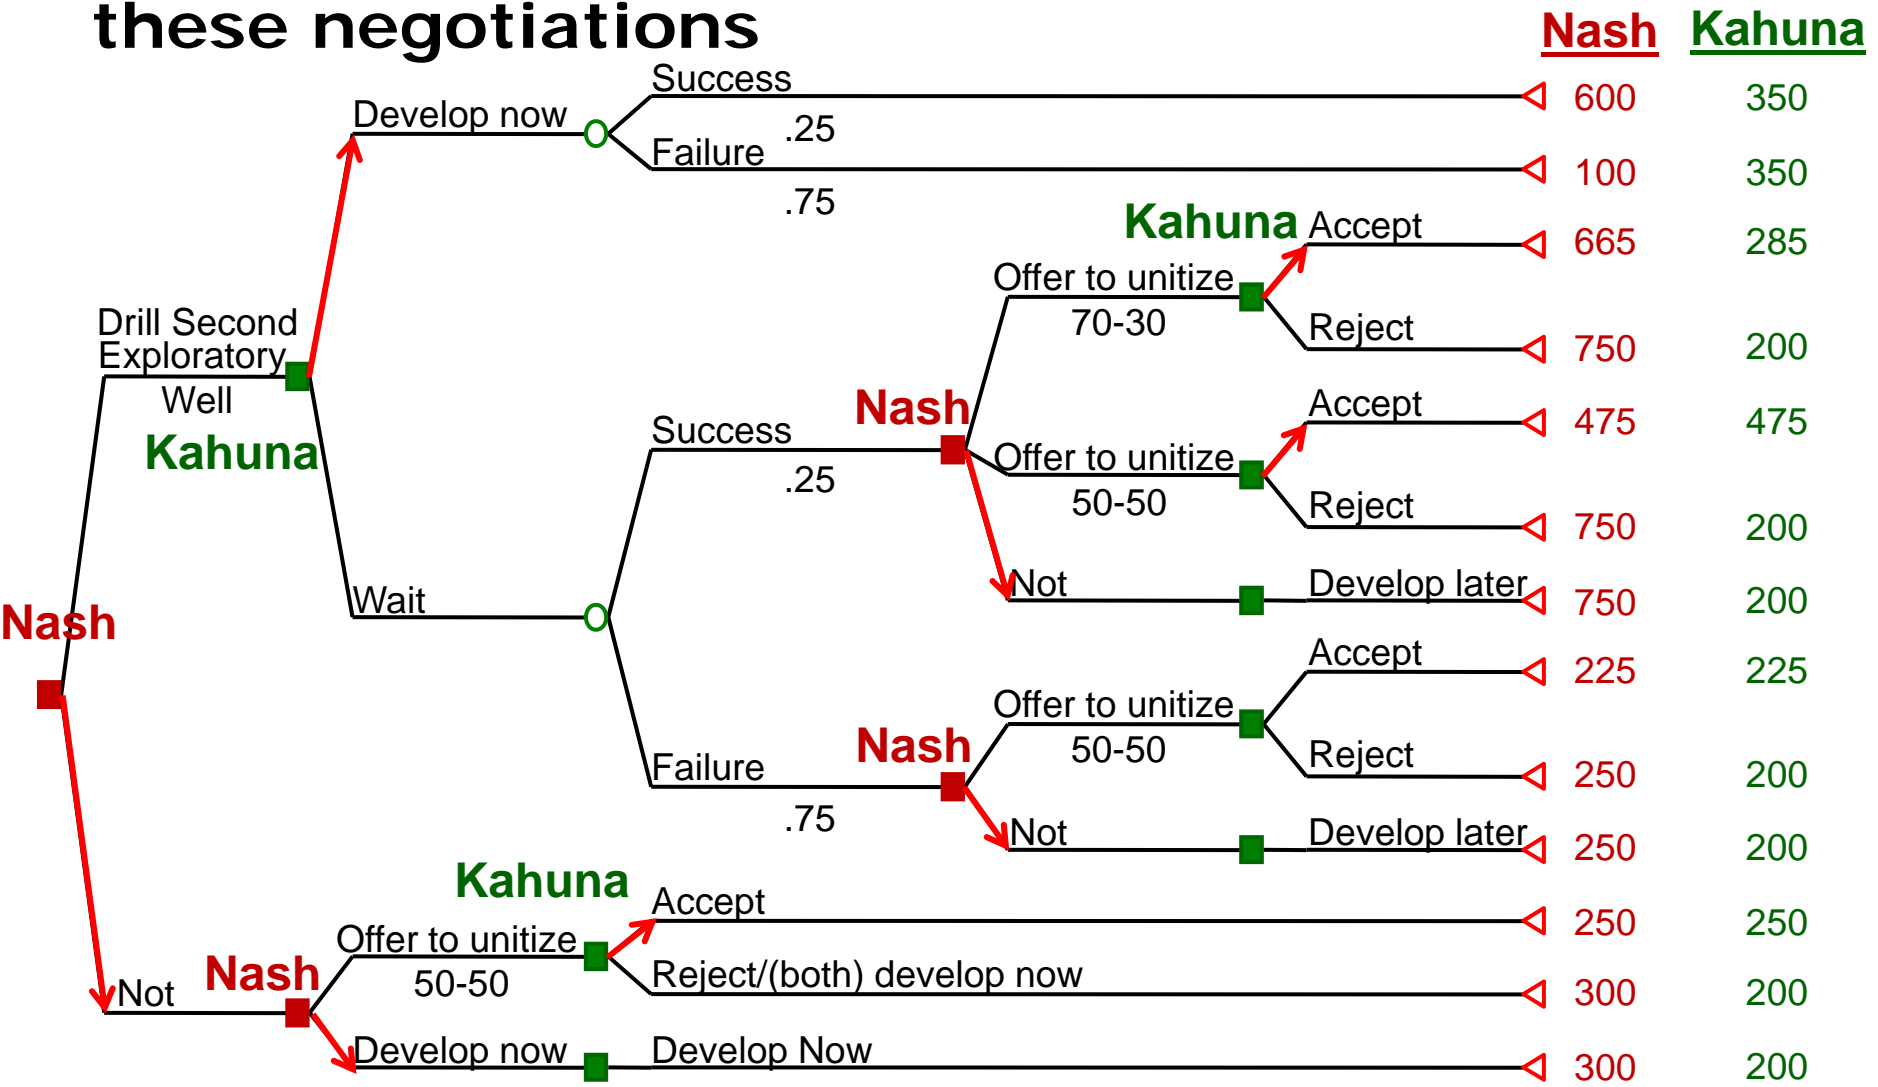 these negotiations
Nash Kahuna
Success
600 350
Develop now
.25
Failure
100 350
.75
Kahuna
Accept
665 285
Offer to unitize
70-30
Reject
750 200
Drill Second
Exploratory
Well
Kahuna
Nash
Accept
475 475
Success
.25
Offer to unitize
50-50
Reject
750 200
Not
Develop later
750 200
Wait
Nash
Accept
225 225
Offer to unitize
50-50
Nash
Reject
250 200
Failure
.75
Not
Develop later
250 200
Kahuna
Accept
250 250
Offer to unitize
50-50
Nash
Not
Reject/(both) develop now
300 200
Develop now
Develop Now
300 200